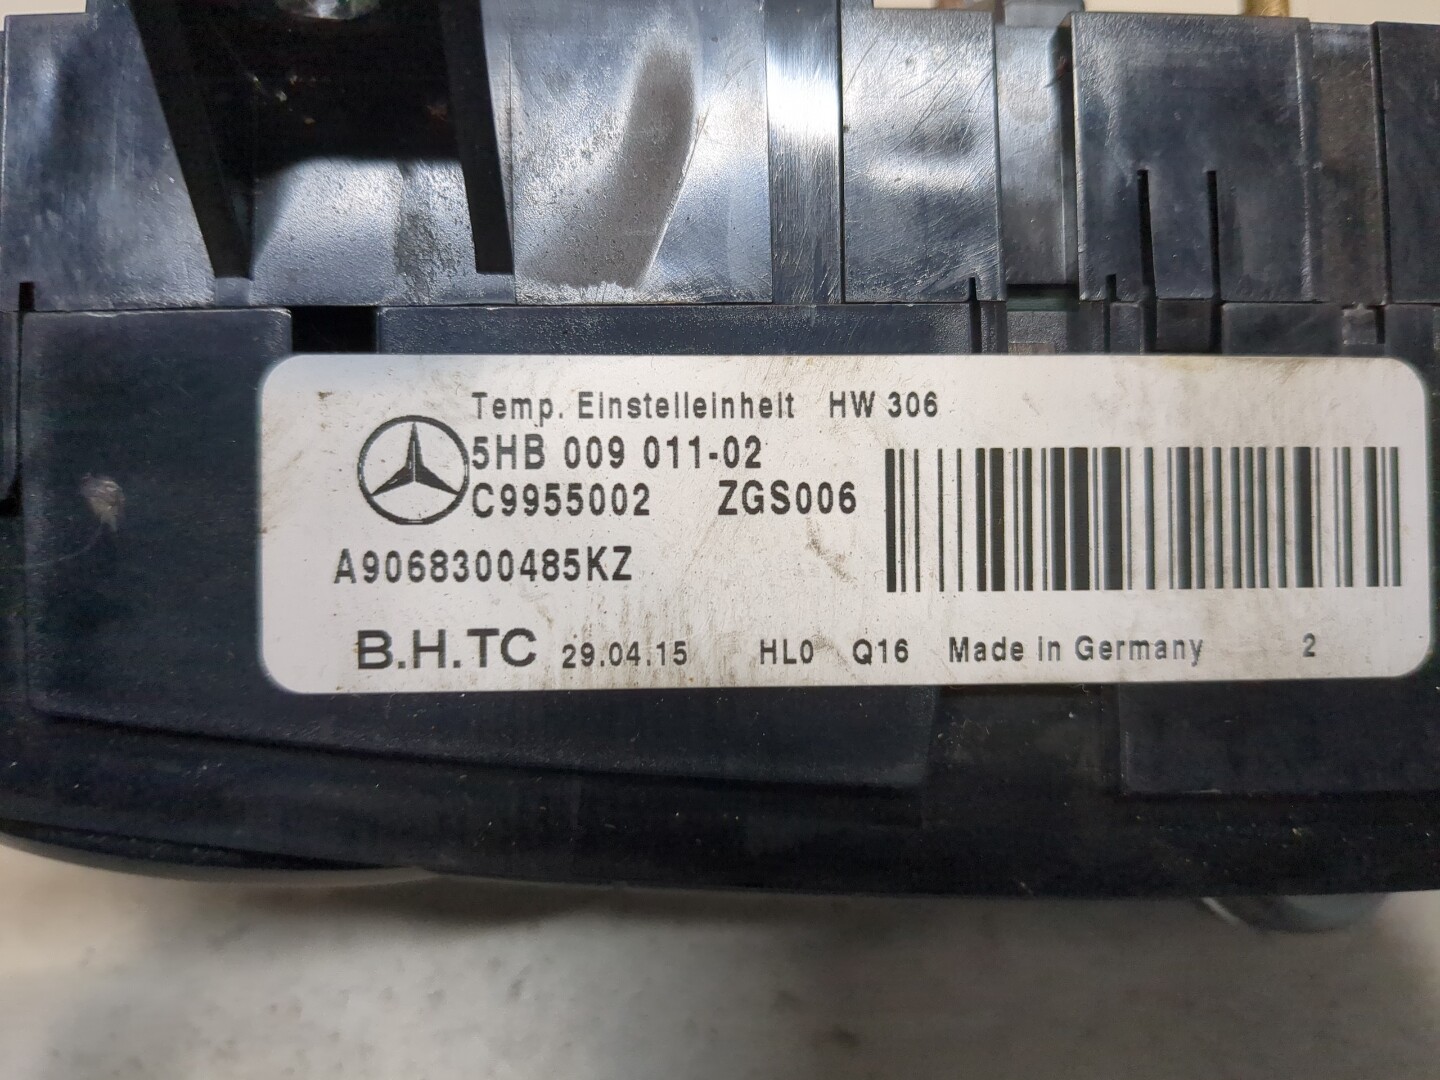 Temp. Einstelleinheit HW 306
5HB 009 011-02
C9955002 ZGS006
A9068300485KZ
B.H.TC 29.04.15 HL0 Q16 Made in Germany 2